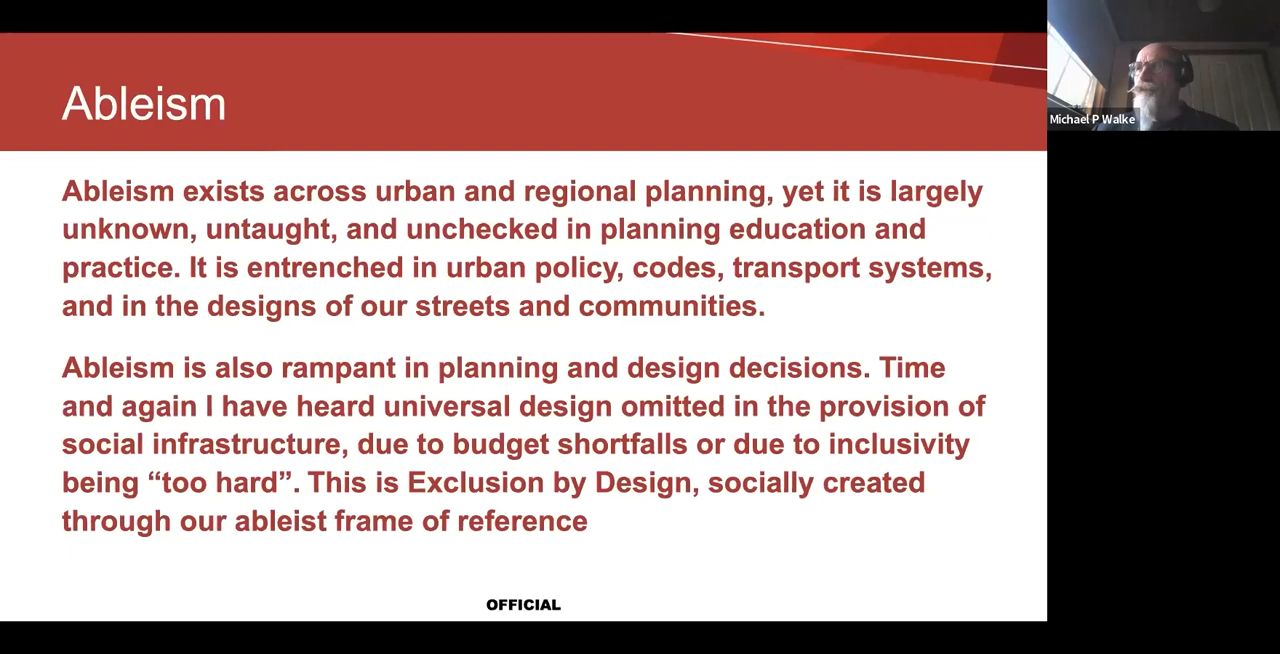 Ableism
Michael P Walke
Ableism exists across urban and regional planning, yet it is largely
unknown, untaught, and unchecked in planning education and
practice. It is entrenched in urban policy, codes, transport systems,
and in the designs of our streets and communities.
Ableism is also rampant in planning and design decisions. Time
and again I have heard universal design omitted in the provision of
social infrastructure, due to budget shortfalls or due to inclusivity
being “too hard”. This is Exclusion by Design, socially created
through our ableist frame of reference
OFFICIAL